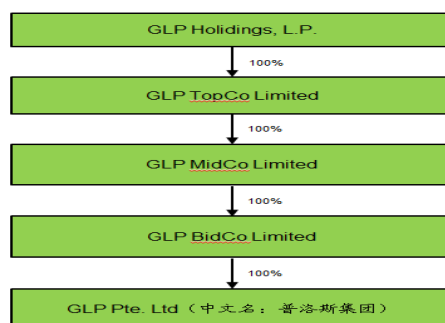 GLP Holidings, L.P.
100%
GLP TopCo Limited
100%
GLP MidCo Limited
100%
GLP BidCo Limited
100%
GLP Pte. Ltd（中文名：普洛斯集团）